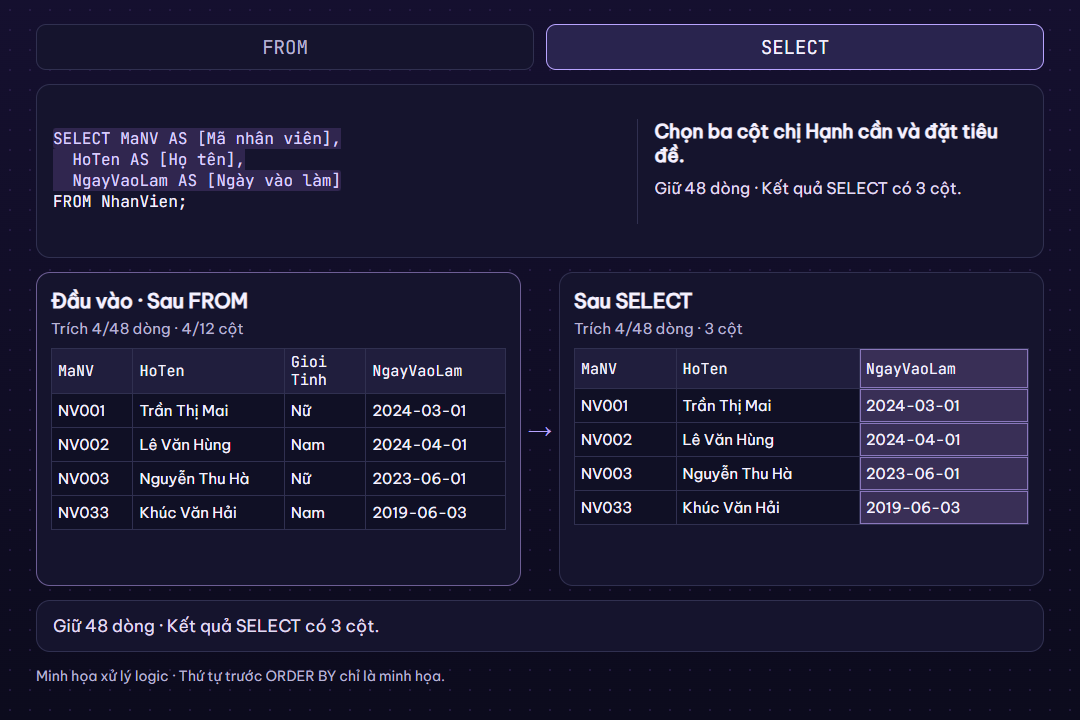 FROM
SELECT
SELECT MaNV AS [Mã nhân viên],
HoTen AS [Họ tên],
NgayVaoLam AS [Ngày vào làm]
FROM NhanVien;
Chọn ba cột chị Hạnh cần và đặt tiêu
đề.
Giữ 48 dòng · Kết quả SELECT có 3 cột.
Đầu vào · Sau FROM
Trích 4/48 dòng · 4/12 cột
MaNV HoTen Gioi Tinh NgayVaoLam
NV001 Trần Thị Mai Nữ 2024-03-01
NV002 Lê Văn Hùng Nam 2024-04-01
NV003 Nguyễn Thu Hà Nữ 2023-06-01
NV033 Khúc Văn Hải Nam 2019-06-03
→
Sau SELECT
Trích 4/48 dòng · 3 cột
MaNV HoTen NgayVaoLam
NV001 Trần Thị Mai 2024-03-01
NV002 Lê Văn Hùng 2024-04-01
NV003 Nguyễn Thu Hà 2023-06-01
NV033 Khúc Văn Hải 2019-06-03
Giữ 48 dòng · Kết quả SELECT có 3 cột.
Minh họa xử lý logic · Thứ tự trước ORDER BY chỉ là minh họa.